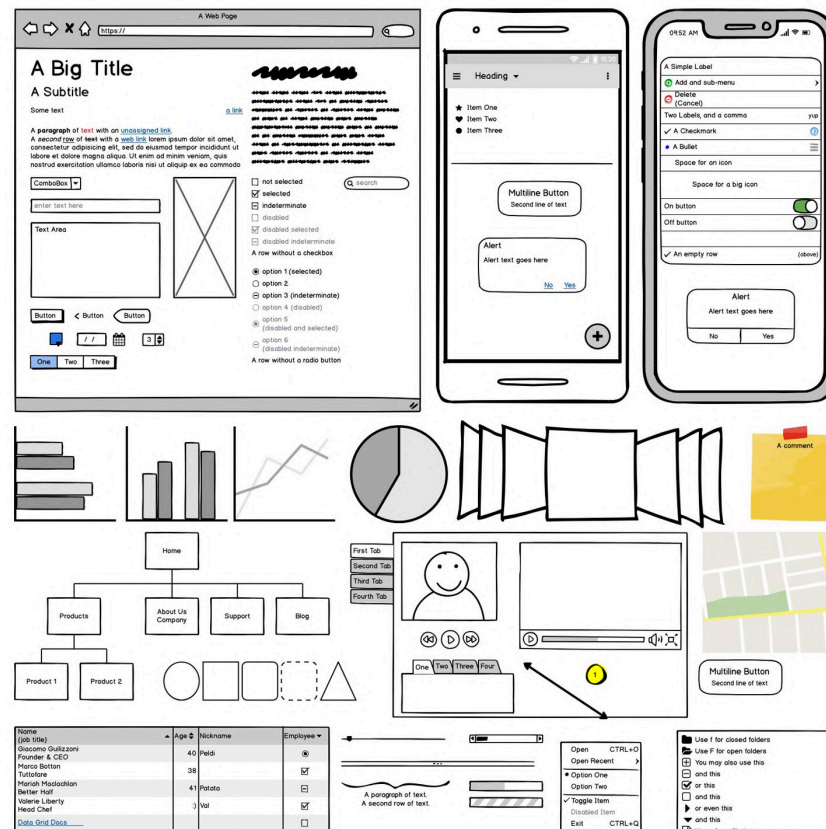 A Web Page
https://
A Big Title
A Subtitle
Some text
a link
A paragraph of text with an unassigned link.
A second row of text with a web link lorem ipsum dolor sit amet,
consectetur adipisicing elit, sed do eiusmod tempor incididunt ut
labore et dolore magna aliqua. Ut enim ad minim veniam, quis
nostrud exercitation ullamco laboris nisi ut aliquip ex ea commodo
ComboBox
enter text here
Text Area
Button
< Button
Button
/ /
3
One Two Three
not selected
selected
indeterminate
disabled
disabled selected
disabled indeterminate
A row without a checkbox
option 1 (selected)
option 2
option 3 (indeterminate)
option 4 (disabled)
option 5
(disabled and selected)
option 6
(disabled indeterminate)
A row without a radio button
search
Heading
Item One
Item Two
Item Three
Multiline Button
Second line of text
Alert
Alert text goes here
No Yes
09:52 AM
A Simple Label
Add and sub-menu
Delete
(Cancel)
Two Labels, and a comma yup
A Checkmark
A Bullet
Space for an icon
Space for a big icon
On button
Off button
An empty row (above)
Alert
Alert text goes here
No Yes
A comment
Home
Products
About Us
Company
Support
Blog
Product 1
Product 2
First Tab
Second Tab
Third Tab
Fourth Tab
One Two Three Four
1
Multiline Button
Second line of text
Name
(job title)
Age Nickname Employee
Giacomo Guilizzoni
Founder & CEO
40 Peldi
Marco Botton
Tuttofare
38
Mariah Maclachlan
Better Half
41 Patata
Valerie Liberty
Head Chef
:) Val
Data Grid Docs
A paragraph of text.
A second row of text.
Open CTRL+O
Open Recent
Option One
Option Two
Toggle Item
Disabled Item
Exit CTRL+Q
Use f for closed folders
Use F for open folders
You may also use this
and this
or this
and this
or even this
and this